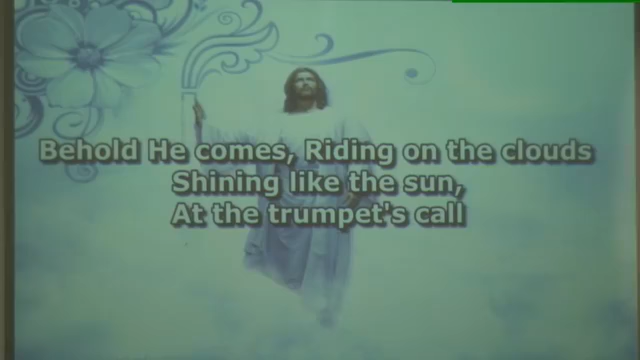 Behold He comes, Riding on the clouds
Shining like the sun,
At the trumpet's call